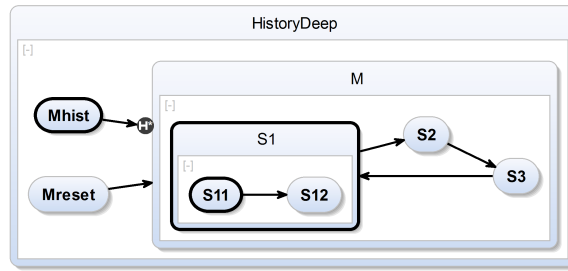 HistoryDeep
[-]
M
[-]
Mhist
H*
S1
S2
[-]
S3
Mreset
S11
S12